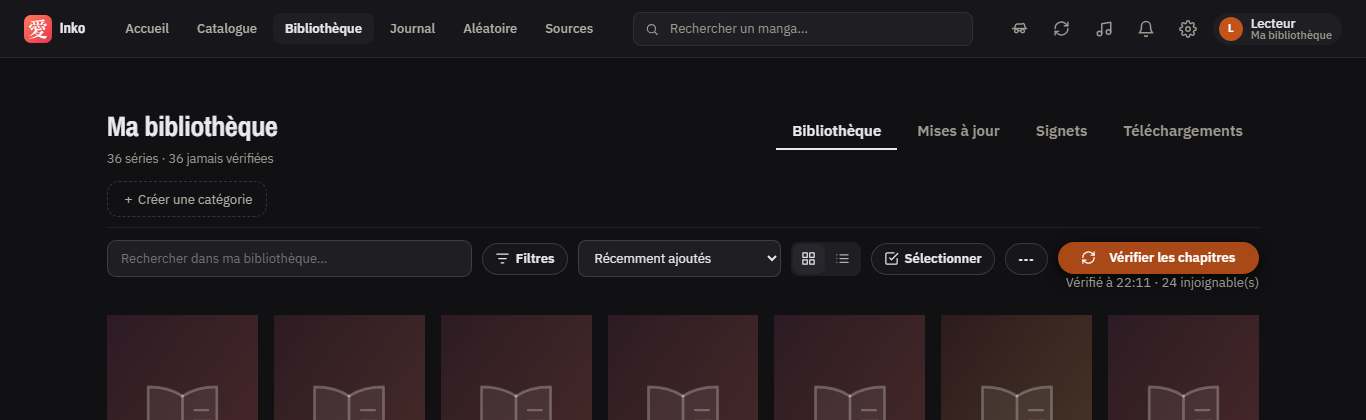 愛 Inko Accueil Catalogue Bibliothèque Journal Aléatoire Sources Rechercher un manga... L Lecteur
Ma bibliothèque
Ma bibliothèque
Bibliothèque Mises à jour Signets Téléchargements
36 séries · 36 jamais vérifiées
+ Créer une catégorie
Rechercher dans ma bibliothèque... Filtres Récemment ajoutés Sélectionner --- Vérifier les chapitres
Vérifié à 22:11 · 24 injoignable(s)